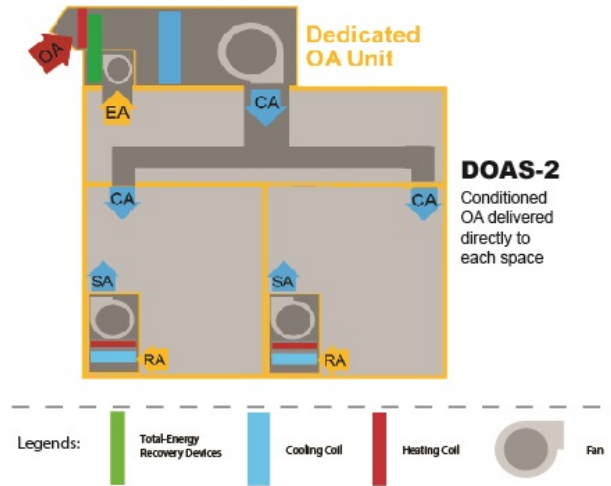 Dedicated
OA Unit
OA
EA
CA
DOAS-2
Conditioned
OA delivered
directly to
each space
CA
CA
SA
SA
RA
RA
Legends:
Total-Energy
Recovery Devices
Cooling Coil
Heating Coil
Fan